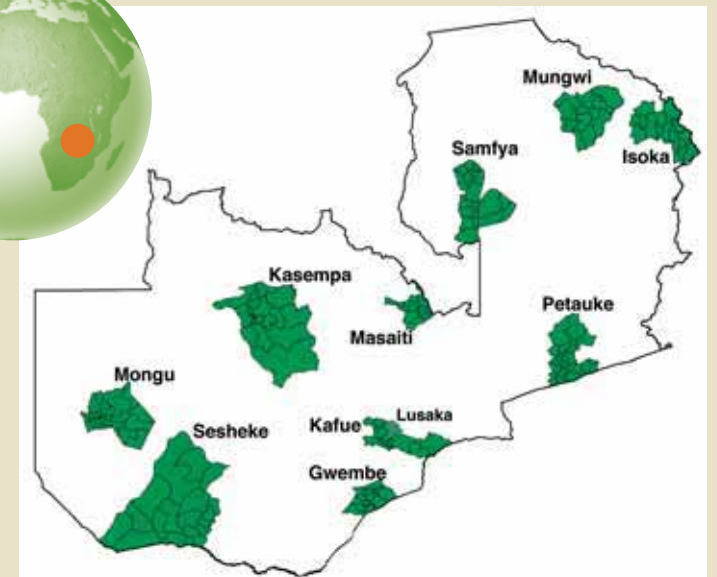 Mungwi
Isoka
Samfya
Kasempa
Masaiti
Petauke
Mongu
Sesheke
Kafue
Lusaka
Gwembe